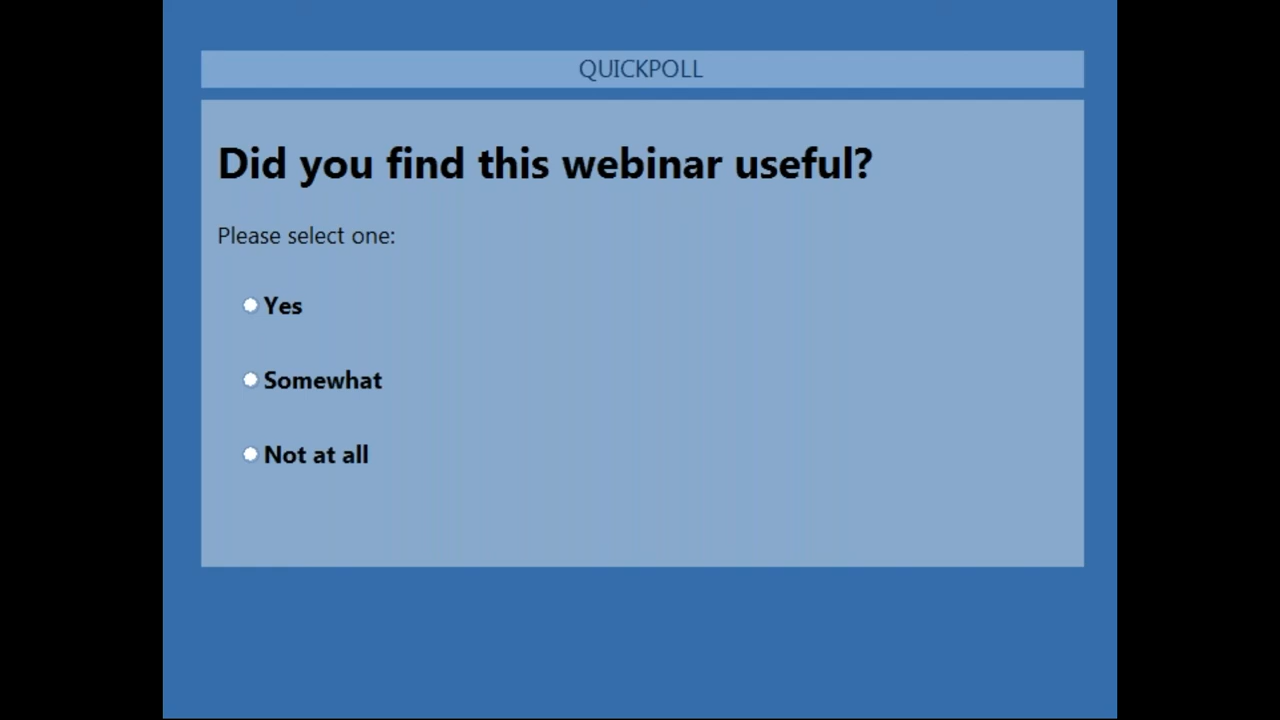 QUICKPOLL
Did you find this webinar useful?
Please select one:
Yes
Somewhat
Not at all